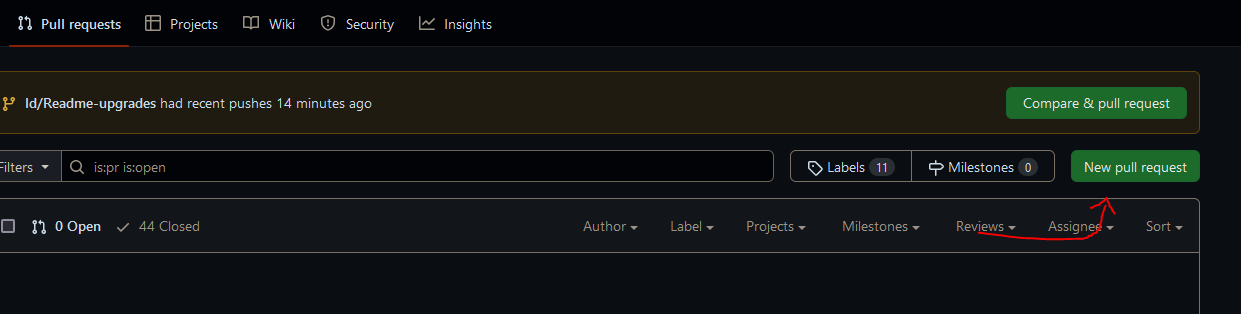 Pull requests Projects Wiki Security Insights
ld/Readme-upgrades had recent pushes 14 minutes ago Compare & pull request
Filters is:pr is:open Labels 11 Milestones 0 New pull request
0 Open 44 Closed Author Label Projects Milestones Reviews Assignee Sort